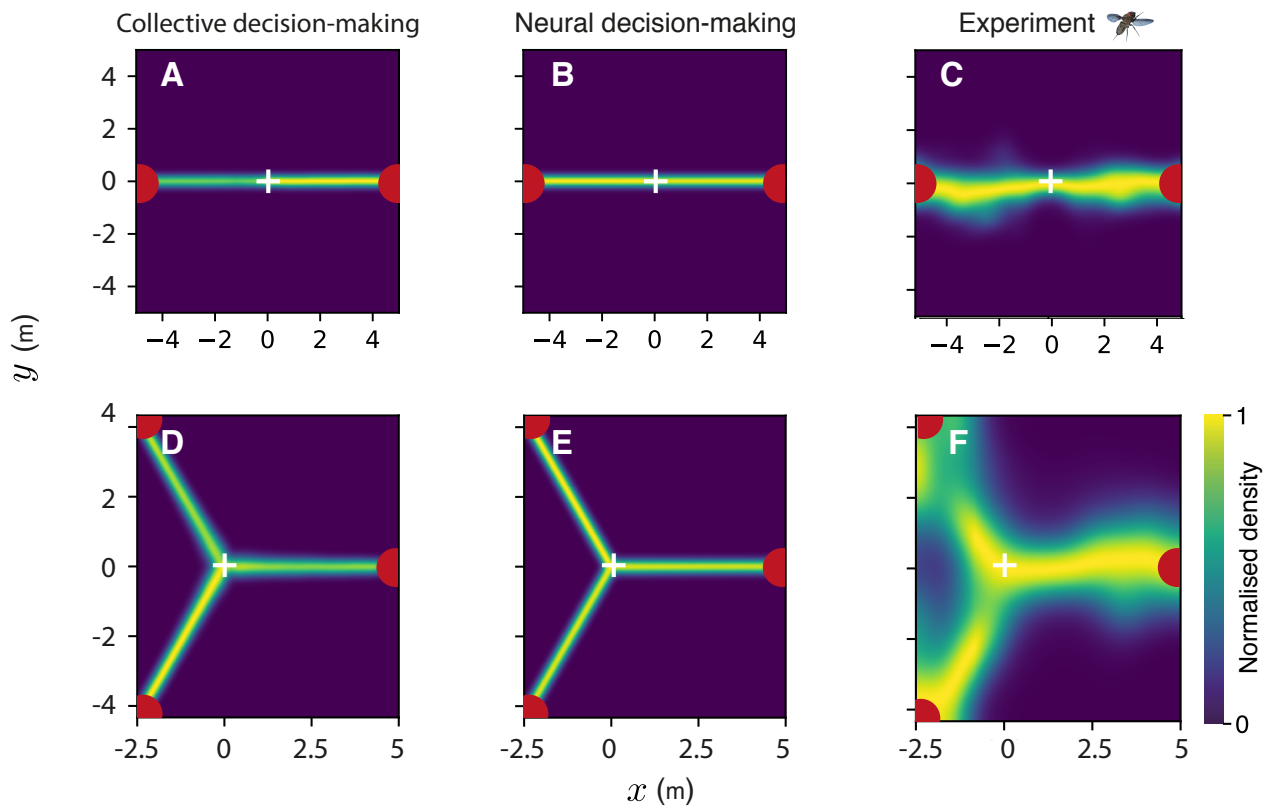 Collective decision-making
Neural decision-making
Experiment
A
B
C
4
2
0
−2
−4
−4 −2 0 2 4
−4 −2 0 2 4
−4 −2 0 2 4
y (m)
D
E
F
4
2
0
-2
-4
-2.5 0 2.5 5
-2.5 0 2.5 5
-2.5 0 2.5 5
x (m)
1
0
Normalised density